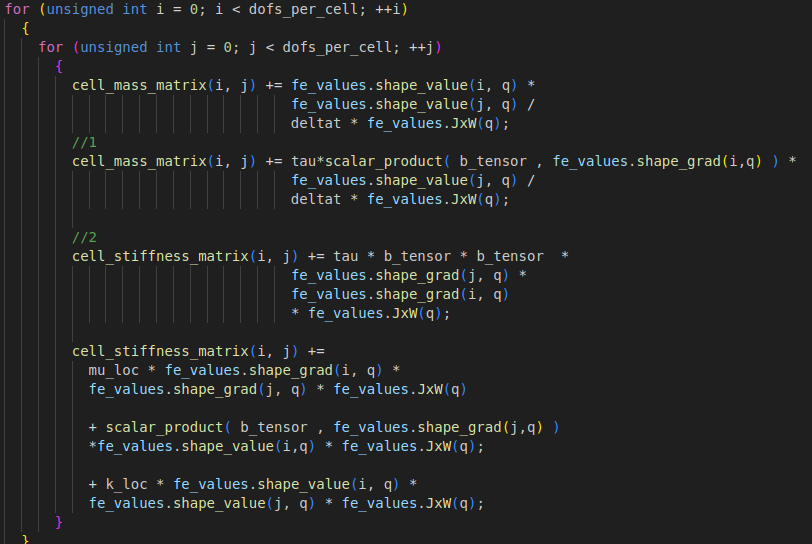 for (unsigned int i = 0; i < dofs_per_cell; ++i)
{
for (unsigned int j = 0; j < dofs_per_cell; ++j)
{
cell_mass_matrix(i, j) += fe_values.shape_value(i, q) *
fe_values.shape_value(j, q) /
deltat * fe_values.JxW(q);
//1
cell_mass_matrix(i, j) += tau*scalar_product( b_tensor , fe_values.shape_grad(i,q) ) *
fe_values.shape_value(j, q) /
deltat * fe_values.JxW(q);
//2
cell_stiffness_matrix(i, j) += tau * b_tensor * b_tensor  *
fe_values.shape_grad(j, q) *
fe_values.shape_grad(i, q)
* fe_values.JxW(q);
cell_stiffness_matrix(i, j) +=
mu_loc * fe_values.shape_grad(i, q) *
fe_values.shape_grad(j, q) * fe_values.JxW(q)
+ scalar_product( b_tensor , fe_values.shape_grad(j,q) )
*fe_values.shape_value(i,q) * fe_values.JxW(q);
+ k_loc * fe_values.shape_value(i, q) *
fe_values.shape_value(j, q) * fe_values.JxW(q);
}
}